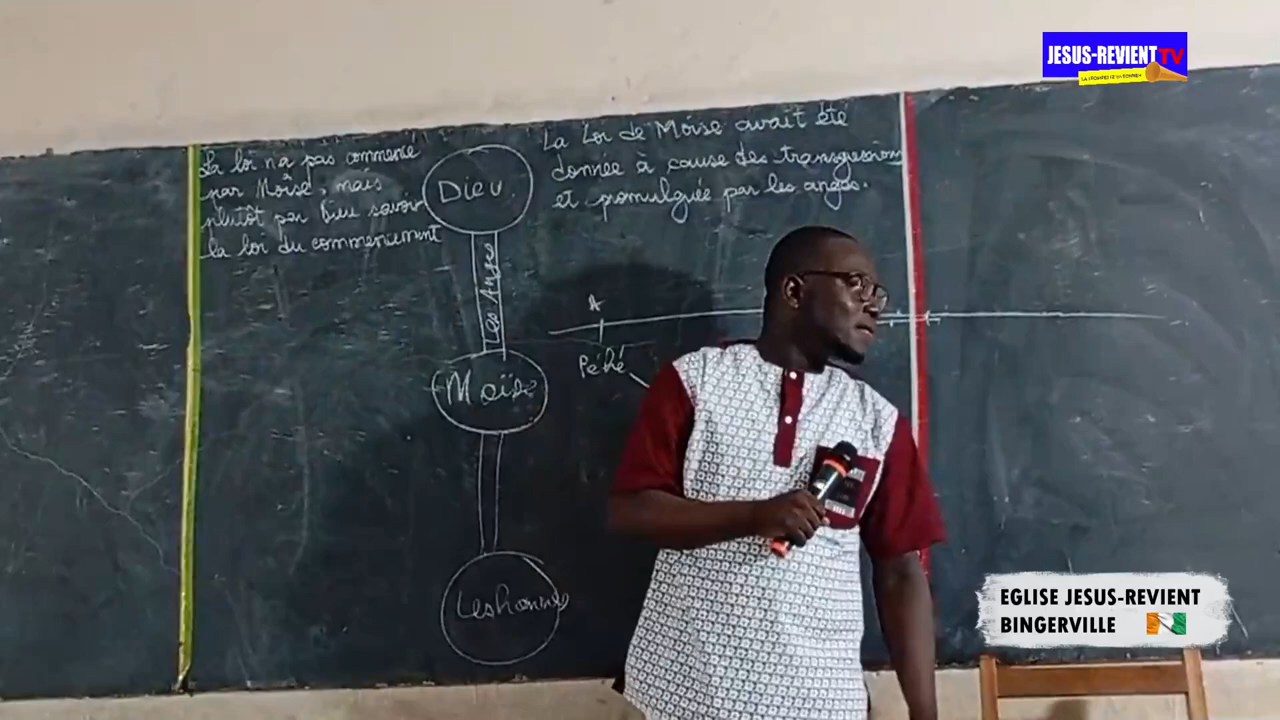 JESUS-REVIENT TV
La loi n'a pas commencé
par Moïse, mais
plutôt par Dieu savoir
la loi du commencement
Dieu
La Loi de Moïse avait été
donnée à cause des transgressions
et promulguée par les anges.
Les Anges
A
Péché
Moïse
Les hommes
EGLISE JESUS-REVIENT
BINGERVILLE